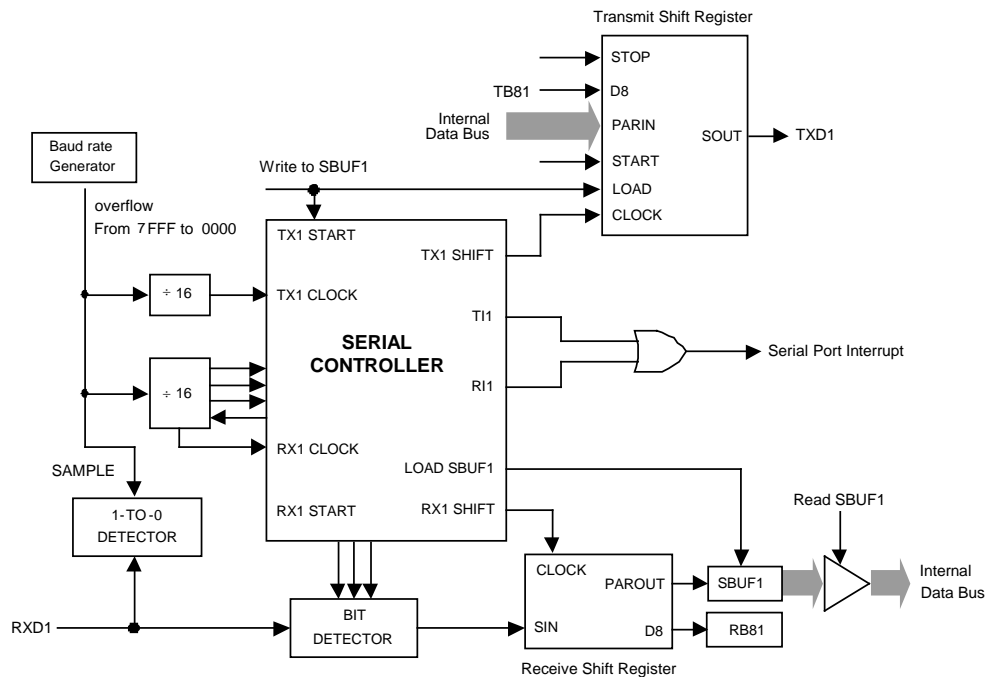 Transmit Shift Register
STOP
TB81
D8
Internal
Data Bus
PARIN
SOUT
TXD1
START
LOAD
CLOCK
Baud rate
Generator
Write to SBUF1
overflow
From 7FFF to 0000
TX1 START
TX1 SHIFT
÷ 16
TX1 CLOCK
TI1
SERIAL
CONTROLLER
Serial Port Interrupt
÷ 16
RI1
RX1 CLOCK
LOAD SBUF1
SAMPLE
1-TO-0
DETECTOR
RX1 START
RX1 SHIFT
Read SBUF1
CLOCK
PAROUT
SBUF1
Internal
Data Bus
RXD1
BIT
DETECTOR
SIN
D8
RB81
Receive Shift Register